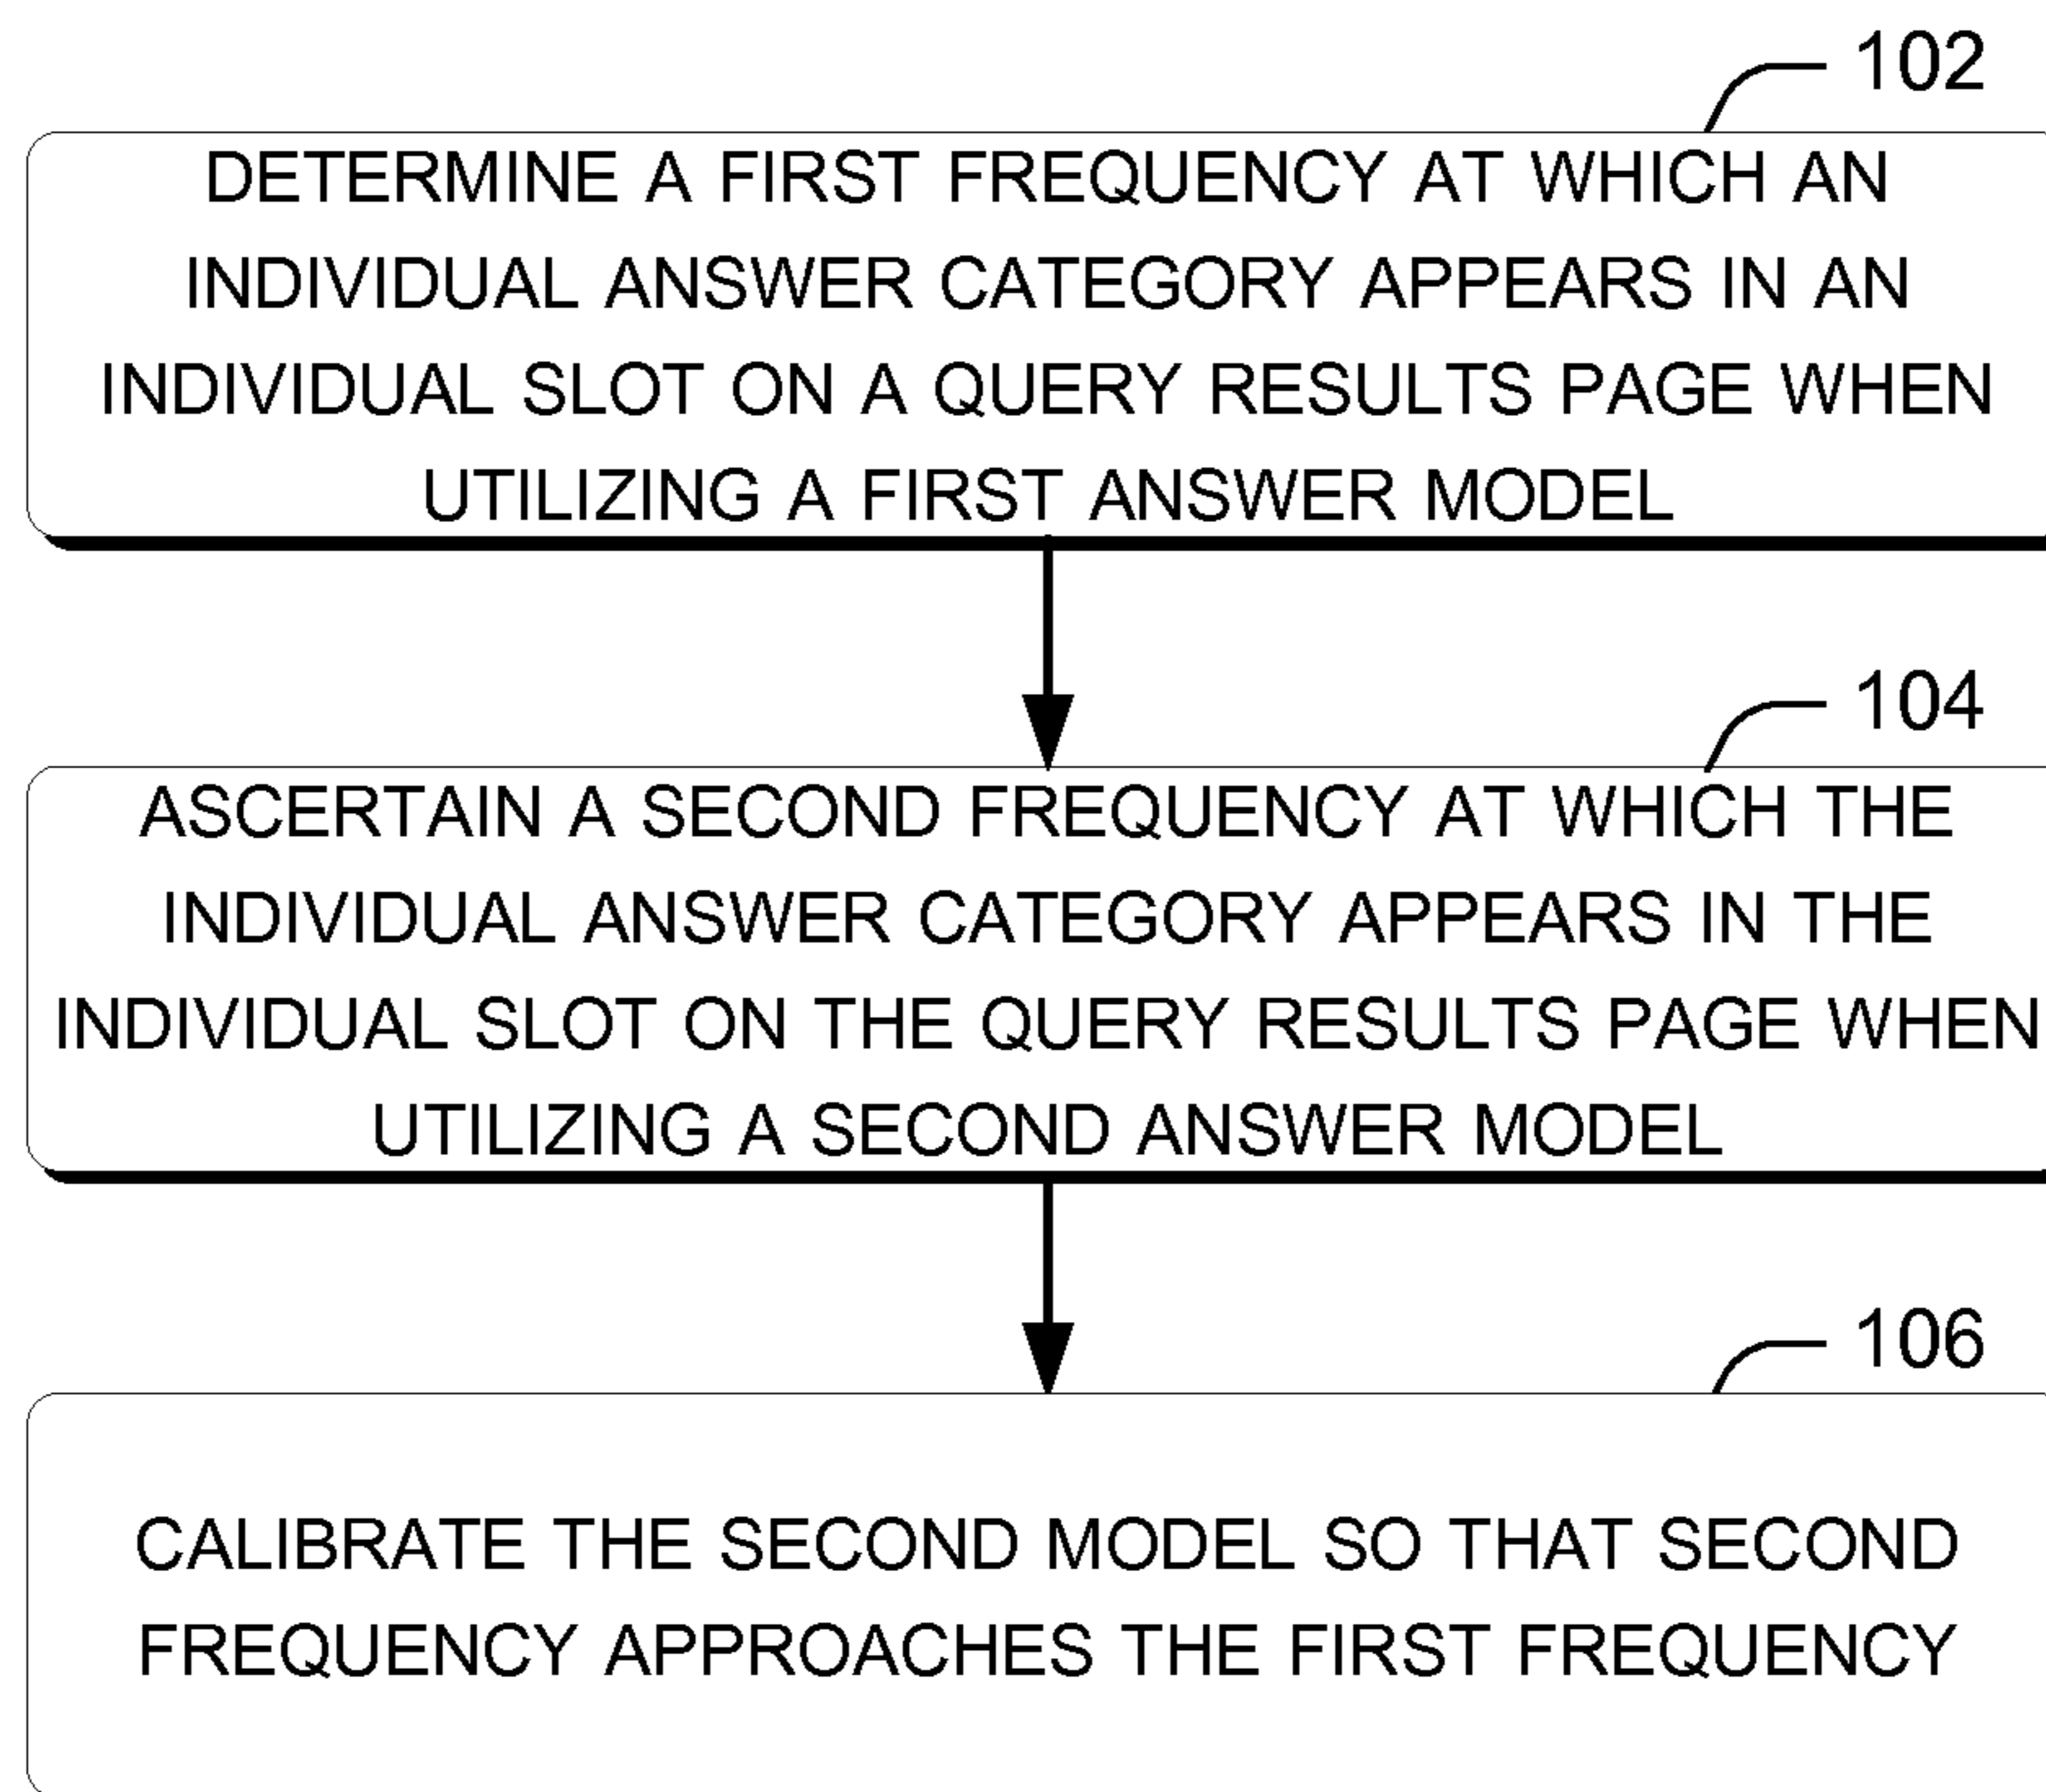 102
DETERMINE A FIRST FREQUENCY AT WHICH AN
INDIVIDUAL ANSWER CATEGORY APPEARS IN AN
INDIVIDUAL SLOT ON A QUERY RESULTS PAGE WHEN
UTILIZING A FIRST ANSWER MODEL
104
ASCERTAIN A SECOND FREQUENCY AT WHICH THE
INDIVIDUAL ANSWER CATEGORY APPEARS IN THE
INDIVIDUAL SLOT ON THE QUERY RESULTS PAGE WHEN
UTILIZING A SECOND ANSWER MODEL
106
CALIBRATE THE SECOND MODEL SO THAT SECOND
FREQUENCY APPROACHES THE FIRST FREQUENCY